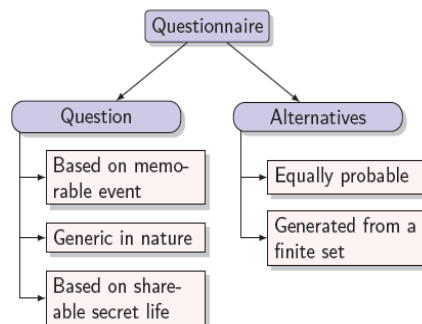 Questionnaire
Question
Based on memo-
rable event
Generic in nature
Based on share-
able secret life
Alternatives
Equally probable
Generated from a
finite set